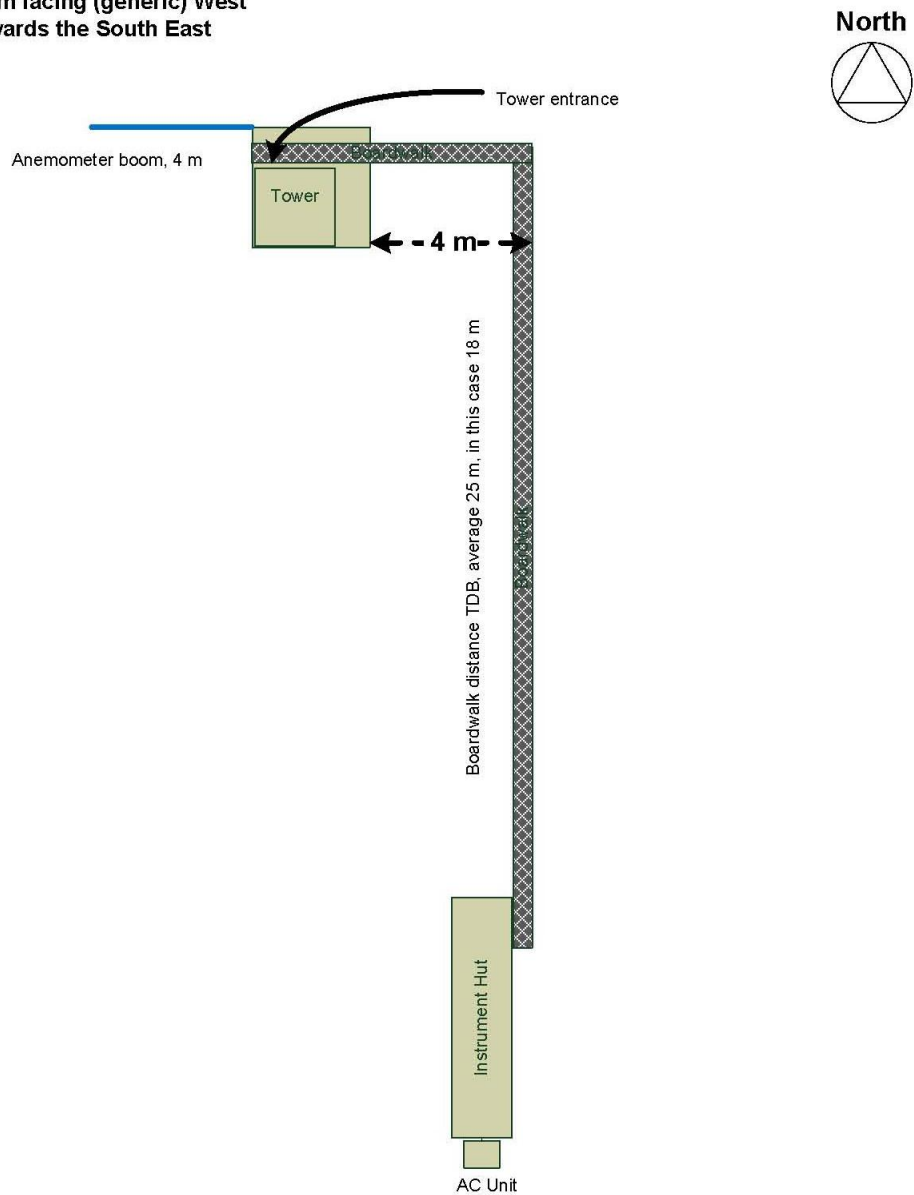 facing (generic) West
the South East
North
Tower entrance
Boardwalk
Anemometer boom, 4 m
Tower
4 m
Boardwalk distance TDB, average 25 m, in this case 18 m
Boardwalk
Instrument Hut
AC Unit